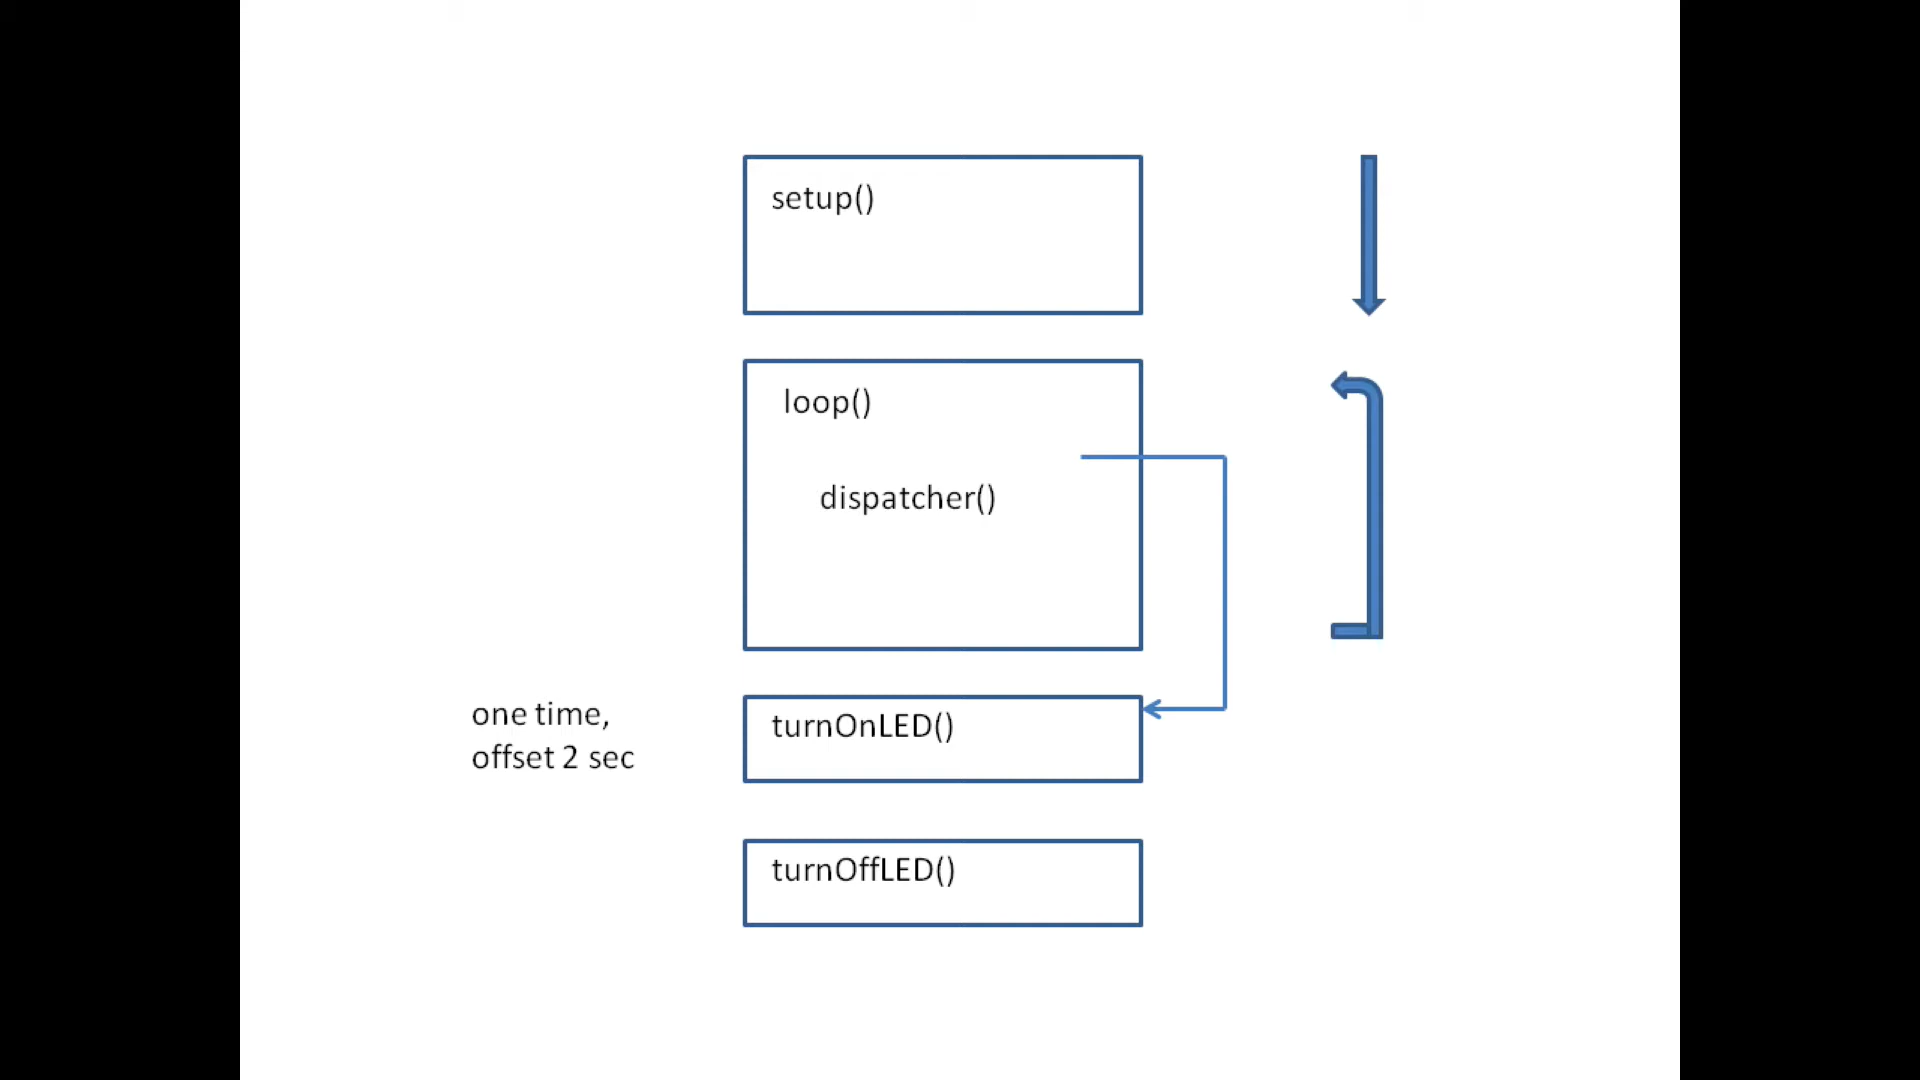 setup()
loop()
dispatcher()
one time,
offset 2 sec
turnOnLED()
turnOffLED()